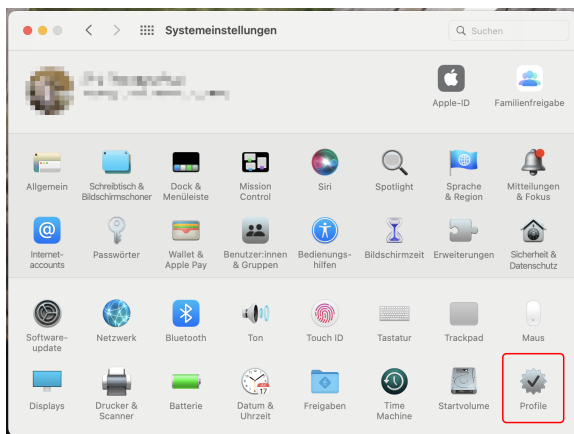 Systemeinstellungen
Suchen
Apple-ID
Familienfreigabe
Allgemein
Schreibtisch &
Bildschirmschoner
Dock &
Menüleiste
Mission
Control
Siri
Spotlight
Sprache
& Region
Mitteilungen
& Fokus
Internet-
accounts
Passwörter
Wallet &
Apple Pay
Benutzer:innen
& Gruppen
Bedienungs-
hilfen
Bildschirmzeit
Erweiterungen
Sicherheit &
Datenschutz
Software-
update
Netzwerk
Bluetooth
Ton
Touch ID
Tastatur
Trackpad
Maus
Displays
Drucker &
Scanner
Batterie
17
Datum &
Uhrzeit
Freigaben
Time
Machine
Startvolume
Profile